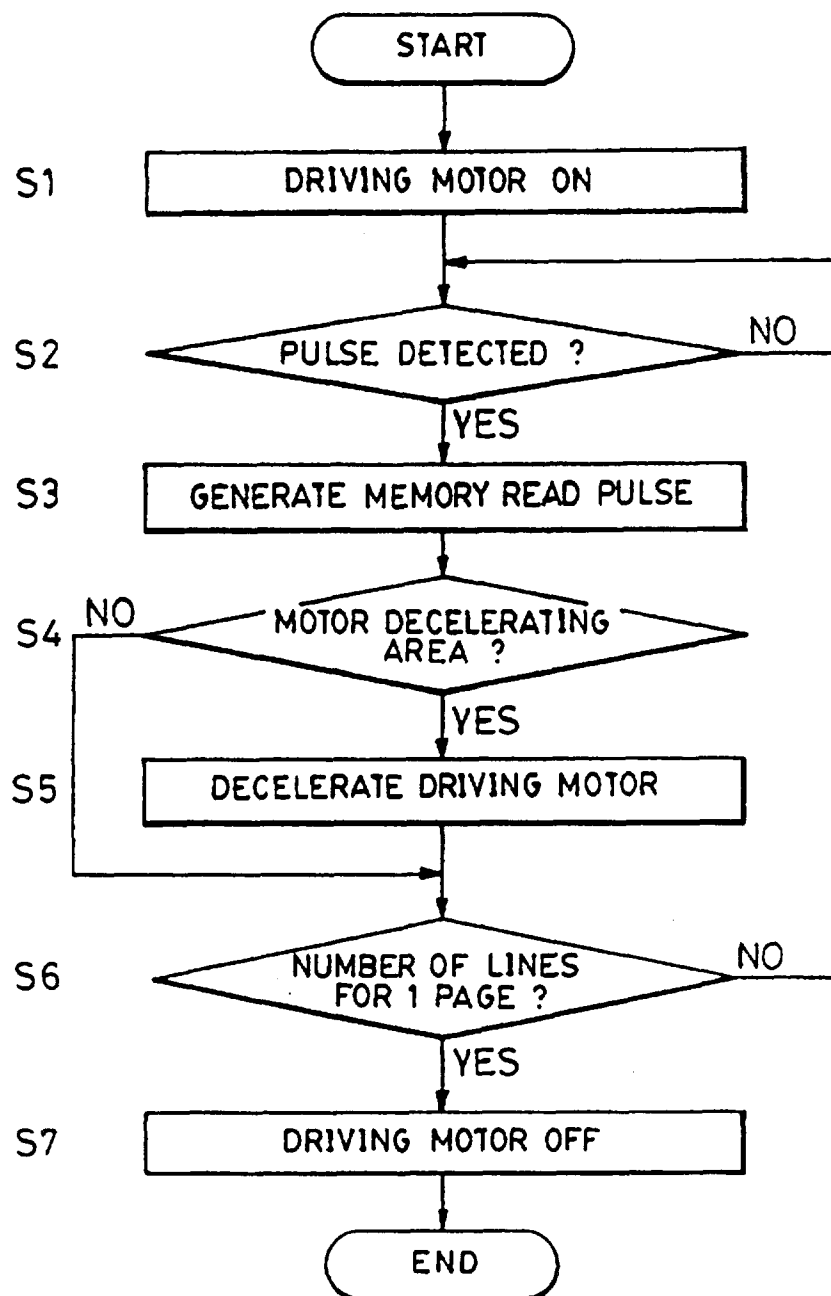 START
S1
DRIVING MOTOR ON
S2
PULSE DETECTED ?
NO
YES
S3
GENERATE MEMORY READ PULSE
NO
S4
MOTOR DECELERATING
AREA ?
YES
S5
DECELERATE DRIVING MOTOR
S6
NUMBER OF LINES
FOR 1 PAGE ?
NO
YES
S7
DRIVING MOTOR OFF
END